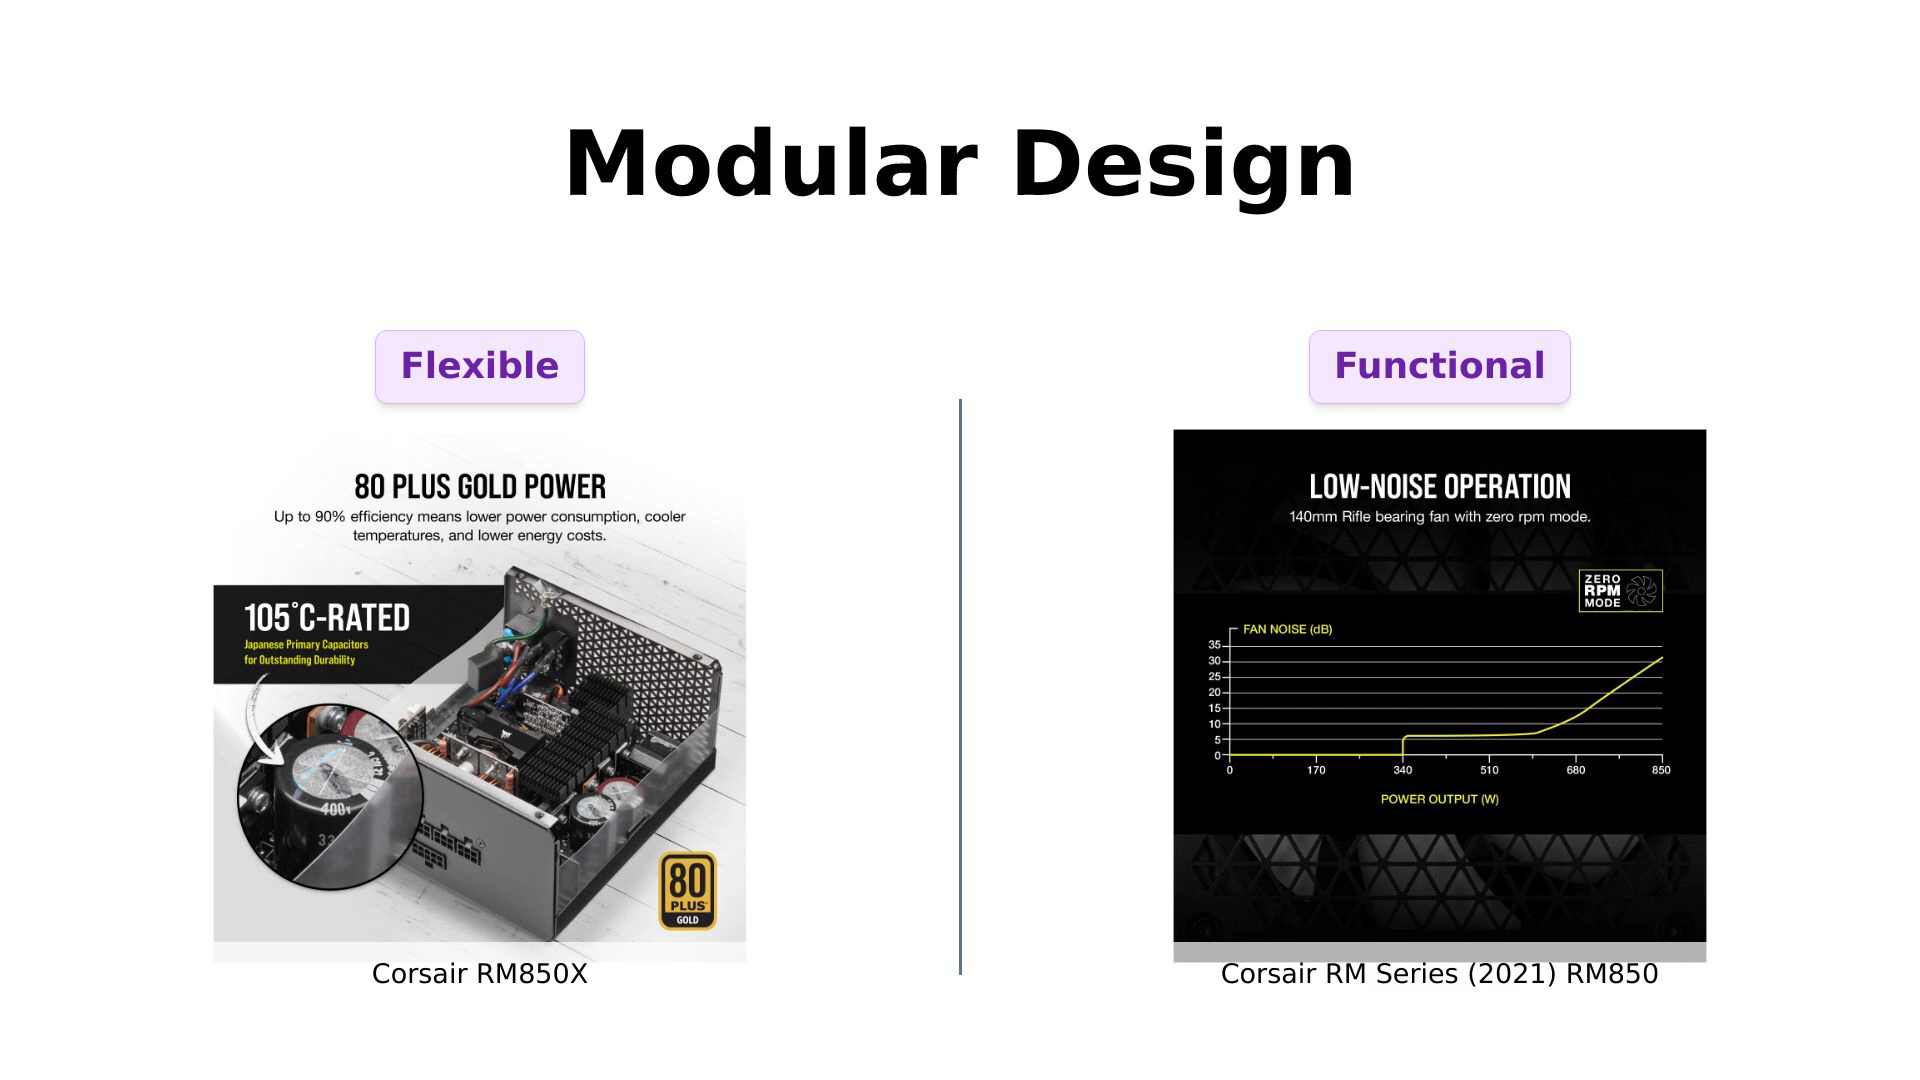 Modular Design
Flexible
80 PLUS GOLD POWER
Up to 90% efficiency means lower power consumption, cooler
temperatures, and lower energy costs.
105°C-RATED
Japanese Primary Capacitors
for Outstanding Durability
400v
80
PLUS
GOLD
Corsair RM850X
Functional
LOW-NOISE OPERATION
140mm Rifle bearing fan with zero rpm mode.
ZERO
RPM
MODE
FAN NOISE (dB)
35
30
25
20
15
10
5
0
0 170 340 510 680 850
POWER OUTPUT (W)
Corsair RM Series (2021) RM850